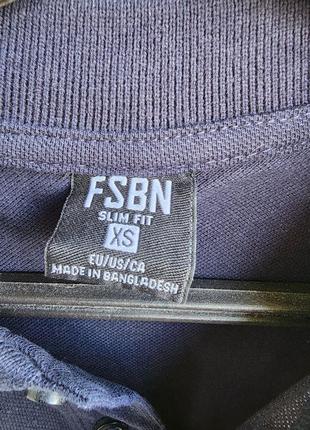 FSBN
SLIM FIT
XS
EU/US/CA
MADE IN BANGLADESH